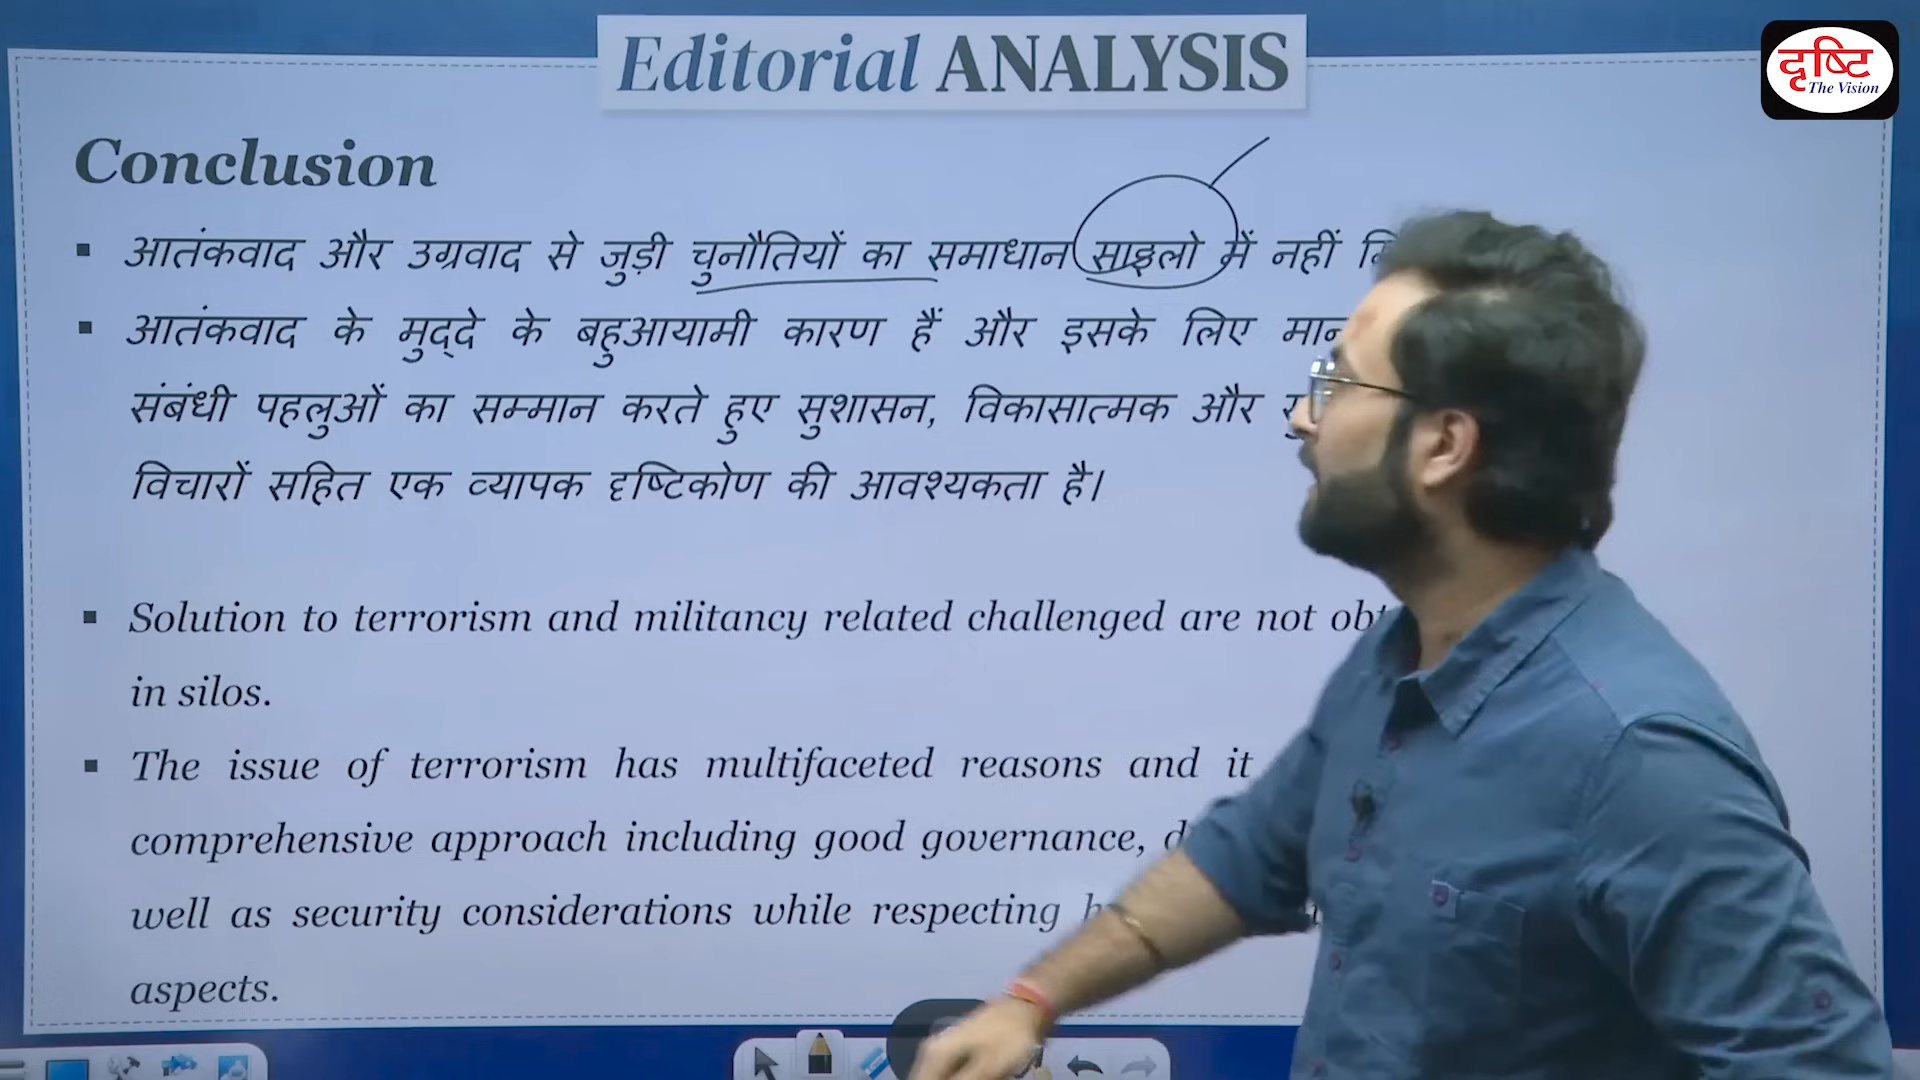 Editorial ANALYSIS
दृष्टि
The Vision
Conclusion
▪ आतंकवाद और उग्रवाद से जुड़ी चुनौतियों का समाधान साइलो में नहीं
▪ आतंकवाद के मुद्दे के बहुआयामी कारण हैं और इसके लिए
संबंधी पहलुओं का सम्मान करते हुए सुशासन, विकासात्मक और
विचारों सहित एक व्यापक दृष्टिकोण की आवश्यकता है।
▪ Solution to terrorism and militancy related challenged are not
in silos.
▪ The issue of terrorism has multifaceted reasons and it
comprehensive approach including good governance,
well as security considerations while respecting
aspects.